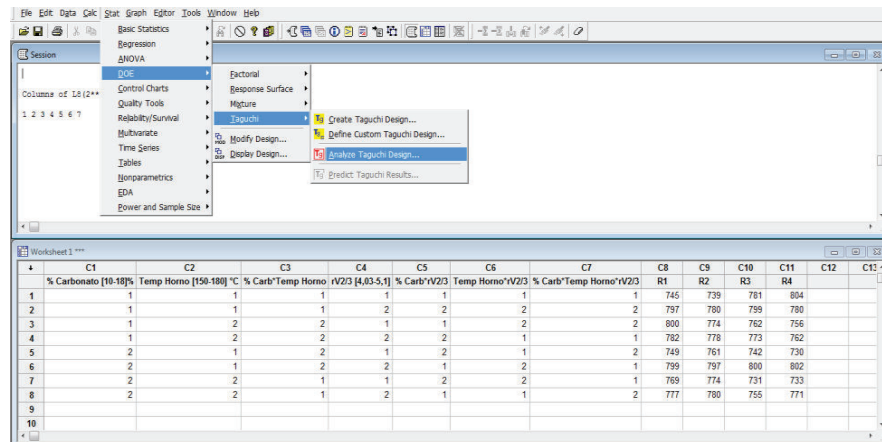 File Edit Data Calc Stat Graph Editor Tools Window Help
Basic Statistics
Regression
ANOVA
DOE
Control Charts
Quality Tools
Reliability/Survival
Multivariate
Time Series
Tables
Nonparametrics
EDA
Power and Sample Size
Factorial
Response Surface
Mixture
Taguchi
Modify Design...
Display Design...
Create Taguchi Design...
Define Custom Taguchi Design...
Analyze Taguchi Design...
Predict Taguchi Results...
Session
Columns of L8(2**
1 2 3 4 5 6 7
Worksheet 1 ***
C1 C2 C3 C4 C5 C6 C7 C8 C9 C10 C11 C12 C13
% Carbonato [10-18]% Temp Horno [150-180] °C % Carb*Temp Horno rV2/3 [4,03-5,1] % Carb*rV2/3 Temp Horno*rV2/3 % Carb*Temp Horno*rV2/3 R1 R2 R3 R4
1 1 1 1 1 1 1 1 745 739 781 804
2 1 1 1 2 2 2 2 797 780 799 780
3 1 2 2 1 1 2 2 800 774 762 756
4 1 2 2 2 2 1 1 782 778 773 762
5 2 1 2 1 2 1 2 749 761 742 730
6 2 1 2 2 1 2 1 799 797 800 802
7 2 2 1 1 2 2 1 769 774 731 733
8 2 2 1 2 1 1 2 777 780 755 771
9
10